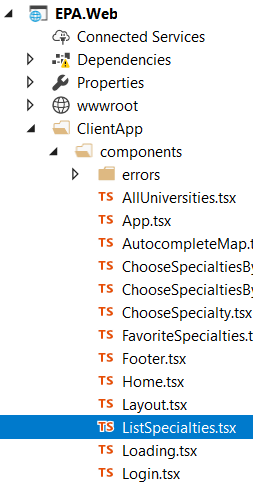 EPA.Web
Connected Services
Dependencies
Properties
wwwroot
ClientApp
components
errors
TS AllUniversities.tsx
TS App.tsx
TS AutocompleteMap.t
TS ChooseSpecialtiesBy
TS ChooseSpecialtiesBy
TS ChooseSpecialty.tsx
TS FavoriteSpecialties.t
TS Footer.tsx
TS Home.tsx
TS Layout.tsx
TS ListSpecialties.tsx
TS Loading.tsx
TS Login.tsx